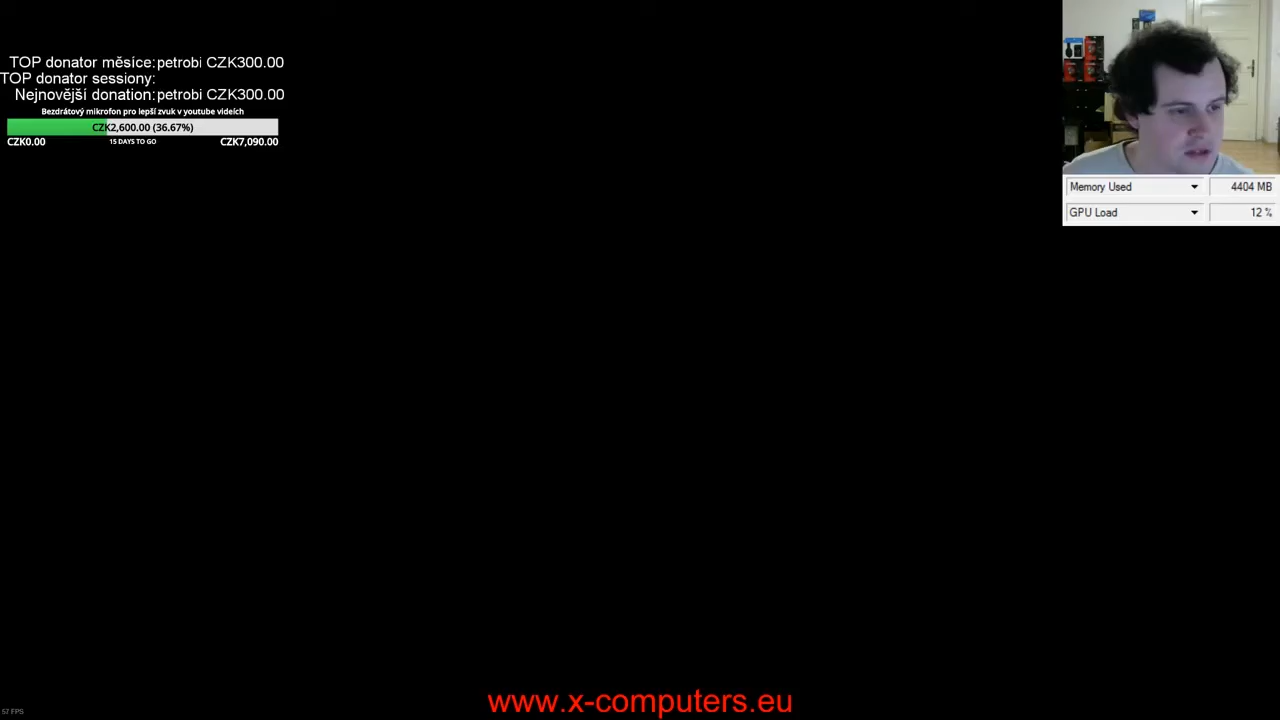 TOP donator měsíce: petrobi CZK300.00
TOP donator sessiony:
Nejnovější donation: petrobi CZK300.00
Bezdrátový mikrofon pro lepší zvuk v youtube videích
CZK2,600.00 (36.67%)
CZK0.00 15 DAYS TO GO CZK7,090.00
Memory Used 4404 MB
GPU Load 12 %
www.x-computers.eu
57 FPS